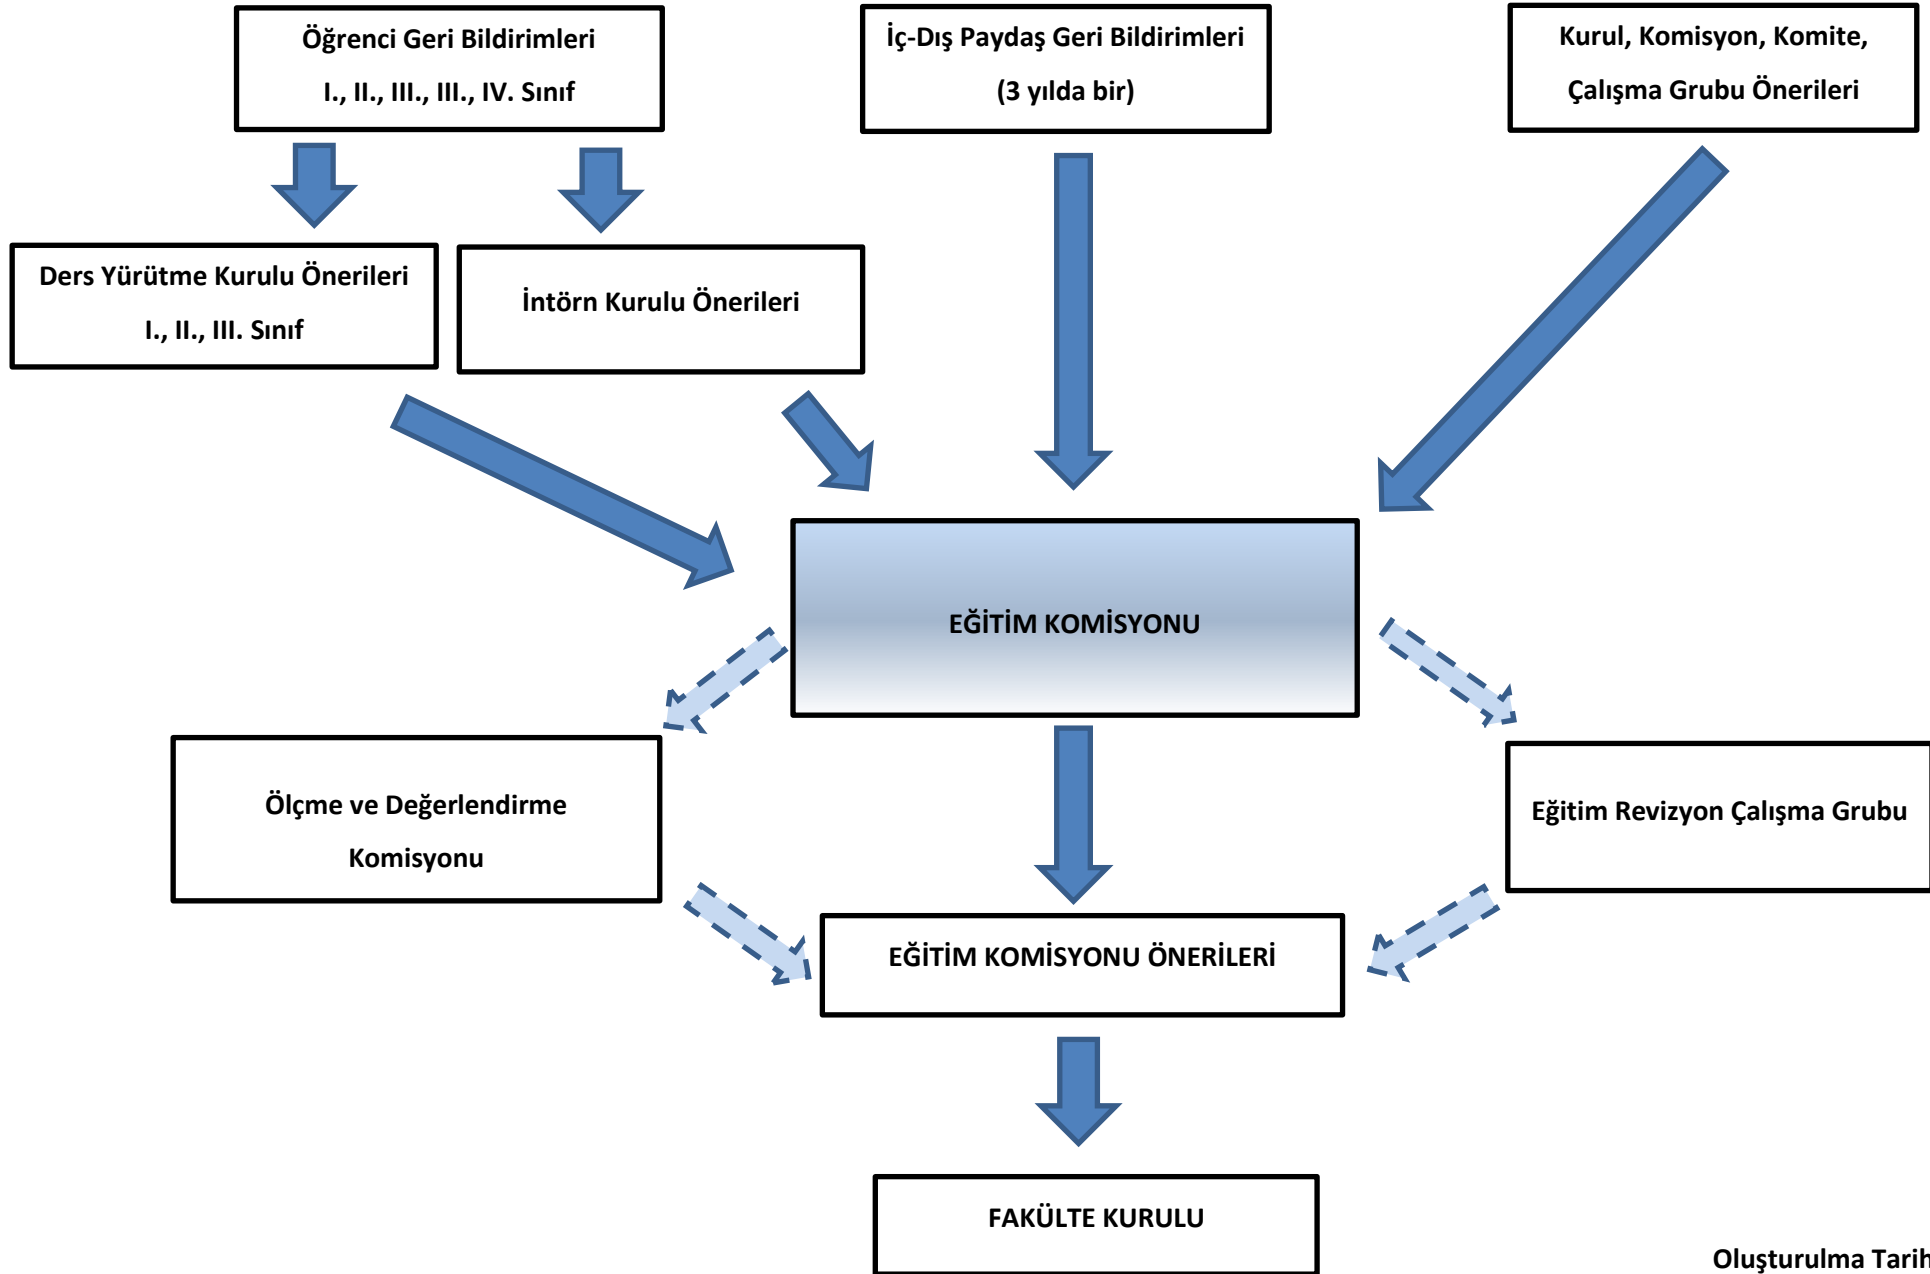 Öğrenci Geri Bildirimleri
I., II., III., III., IV. Sınıf
İç-Dış Paydaş Geri Bildirimleri
(3 yılda bir)
Kurul, Komisyon, Komite,
Çalışma Grubu Önerileri
Ders Yürütme Kurulu Önerileri
I., II., III. Sınıf
İntörn Kurulu Önerileri
EĞİTİM KOMİSYONU
Ölçme ve Değerlendirme
Komisyonu
Eğitim Revizyon Çalışma Grubu
EĞİTİM KOMİSYONU ÖNERİLERİ
FAKÜLTE KURULU
Oluşturulma Tarih